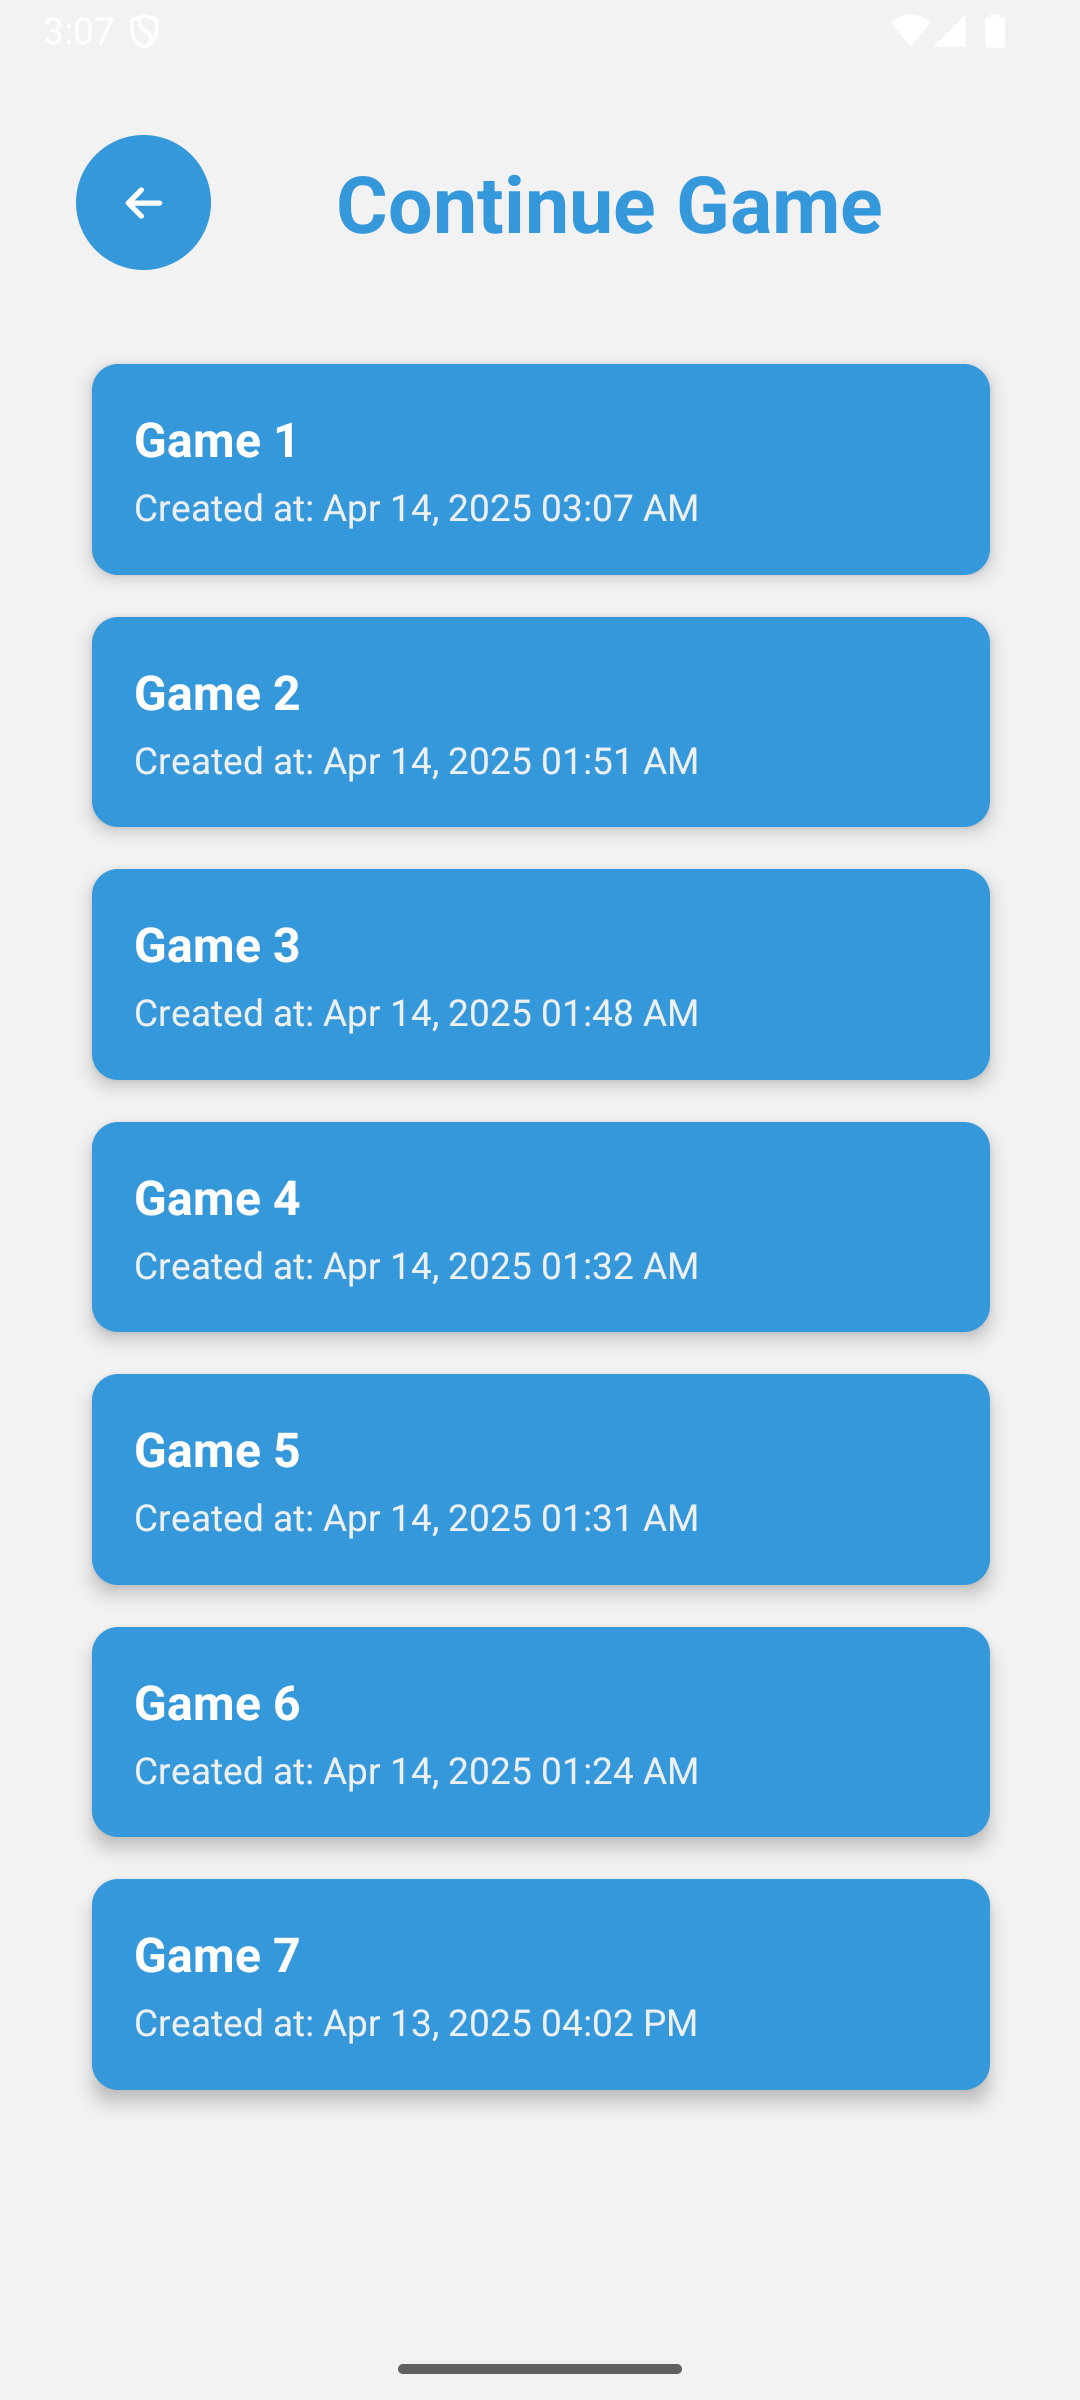 3:07
Continue Game
Game 1
Created at: Apr 14, 2025 03:07 AM
Game 2
Created at: Apr 14, 2025 01:51 AM
Game 3
Created at: Apr 14, 2025 01:48 AM
Game 4
Created at: Apr 14, 2025 01:32 AM
Game 5
Created at: Apr 14, 2025 01:31 AM
Game 6
Created at: Apr 14, 2025 01:24 AM
Game 7
Created at: Apr 13, 2025 04:02 PM